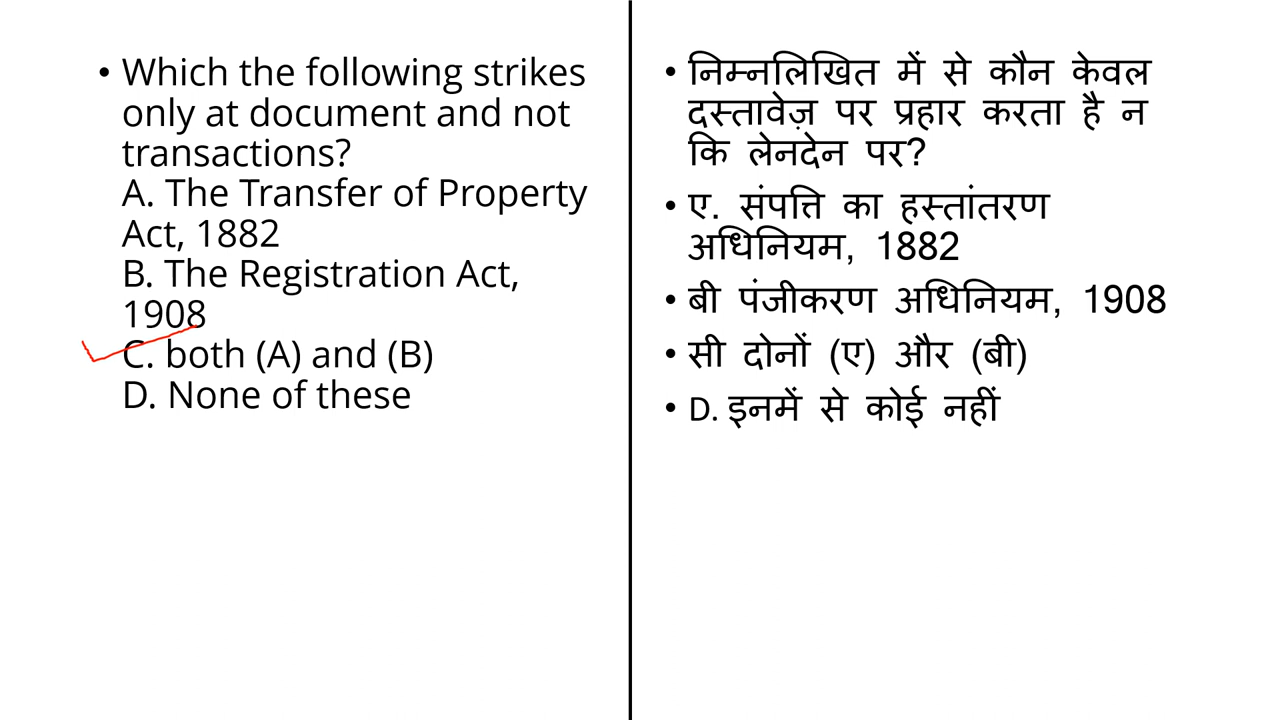 • Which the following strikes
only at document and not
transactions?
A. The Transfer of Property
Act, 1882
B. The Registration Act,
1908
C. both (A) and (B)
D. None of these
• निम्नलिखित में से कौन केवल
दस्तावेज़ पर प्रहार करता है न
कि लेनदेन पर?
• ए. संपत्ति का हस्तांतरण
अधिनियम, 1882
• बी पंजीकरण अधिनियम, 1908
• सी दोनों (ए) और (बी)
• D. इनमें से कोई नहीं